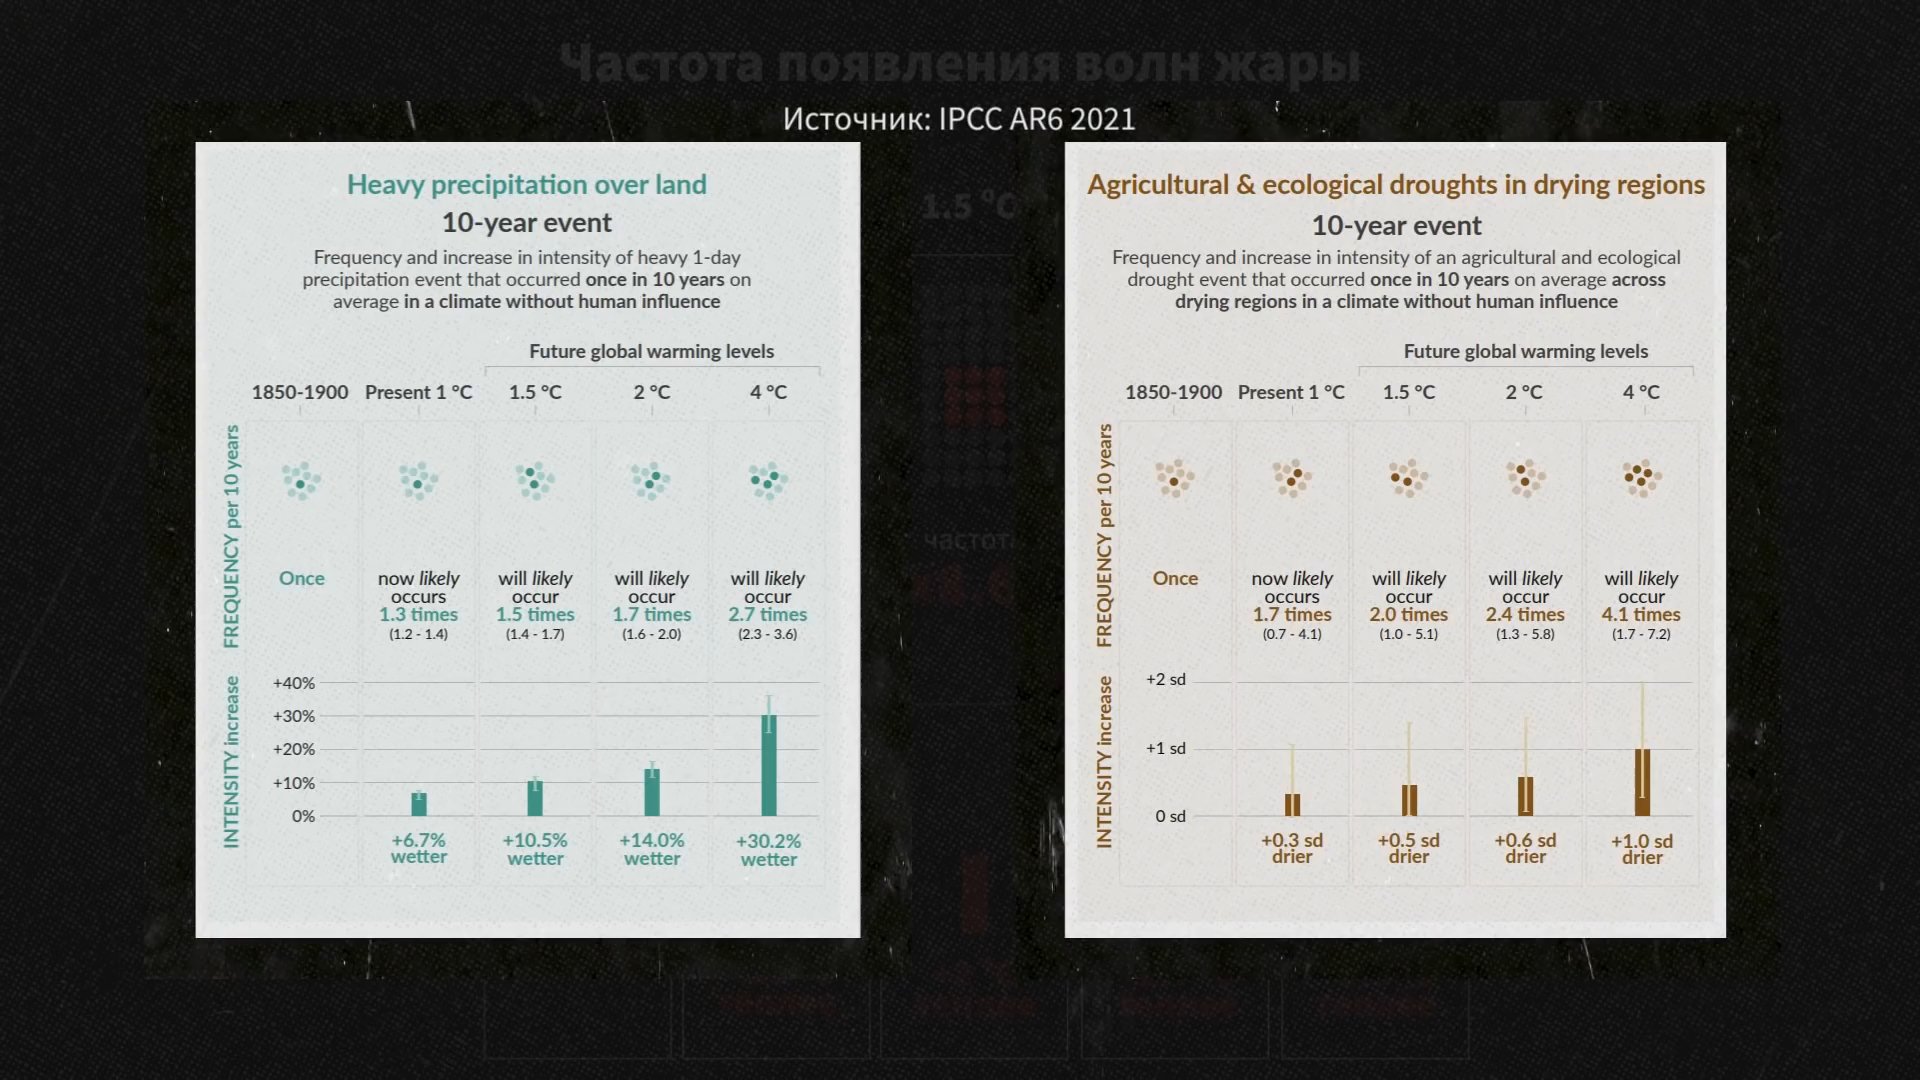 Частота появления волн жары
Источник: IPCC AR6 2021
Heavy precipitation over land
10-year event
Frequency and increase in intensity of heavy 1-day
precipitation event that occurred once in 10 years on
average in a climate without human influence
Future global warming levels
1850-1900 Present 1 °C 1.5 °C 2 °C 4 °C
FREQUENCY per 10 years
Once
now likely occurs 1.3 times (1.2 - 1.4)
will likely occur 1.5 times (1.4 - 1.7)
will likely occur 1.7 times (1.6 - 2.0)
will likely occur 2.7 times (2.3 - 3.6)
INTENSITY increase
+40%
+30%
+20%
+10%
0%
+6.7% wetter
+10.5% wetter
+14.0% wetter
+30.2% wetter
1.5 °C
частот
Agricultural & ecological droughts in drying regions
10-year event
Frequency and increase in intensity of an agricultural and ecological
drought event that occurred once in 10 years on average across
drying regions in a climate without human influence
Future global warming levels
1850-1900 Present 1 °C 1.5 °C 2 °C 4 °C
FREQUENCY per 10 years
Once
now likely occurs 1.7 times (0.7 - 4.1)
will likely occur 2.0 times (1.0 - 5.1)
will likely occur 2.4 times (1.3 - 5.8)
will likely occur 4.1 times (1.7 - 7.2)
INTENSITY increase
+2 sd
+1 sd
0 sd
+0.3 sd drier
+0.5 sd drier
+0.6 sd drier
+1.0 sd drier